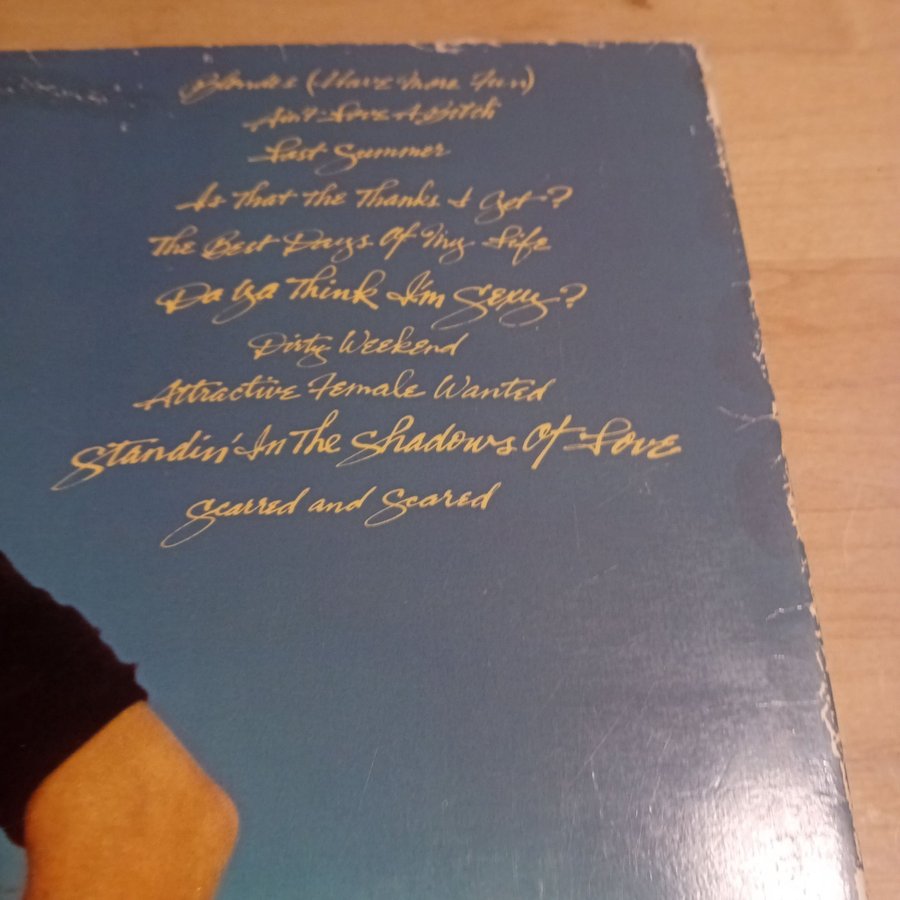 Blondes (Have More Fun)
Ain't Love A Bitch
Last Summer
Is That The Thanks I Get?
The Best Days Of My Life
Da Ya Think I'm Sexy?
Dirty Weekend
Attractive Female Wanted
Standin' In The Shadows Of Love
Scarred and Scared